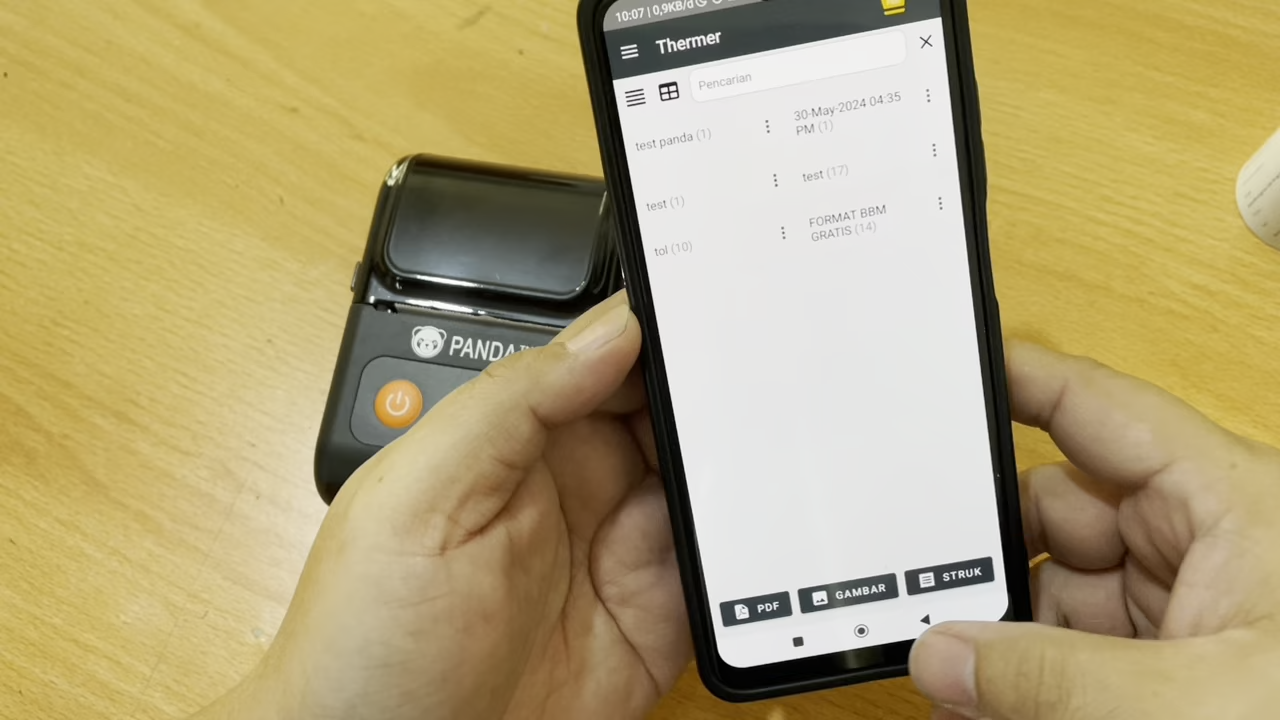 10:07 | 0,9KB/d
Thermer
Pencarian
test panda (1)
30-May-2024 04:35
PM (1)
test (1)
test (17)
tol (10)
FORMAT BBM
GRATIS (14)
PANDA
PDF
GAMBAR
STRUK